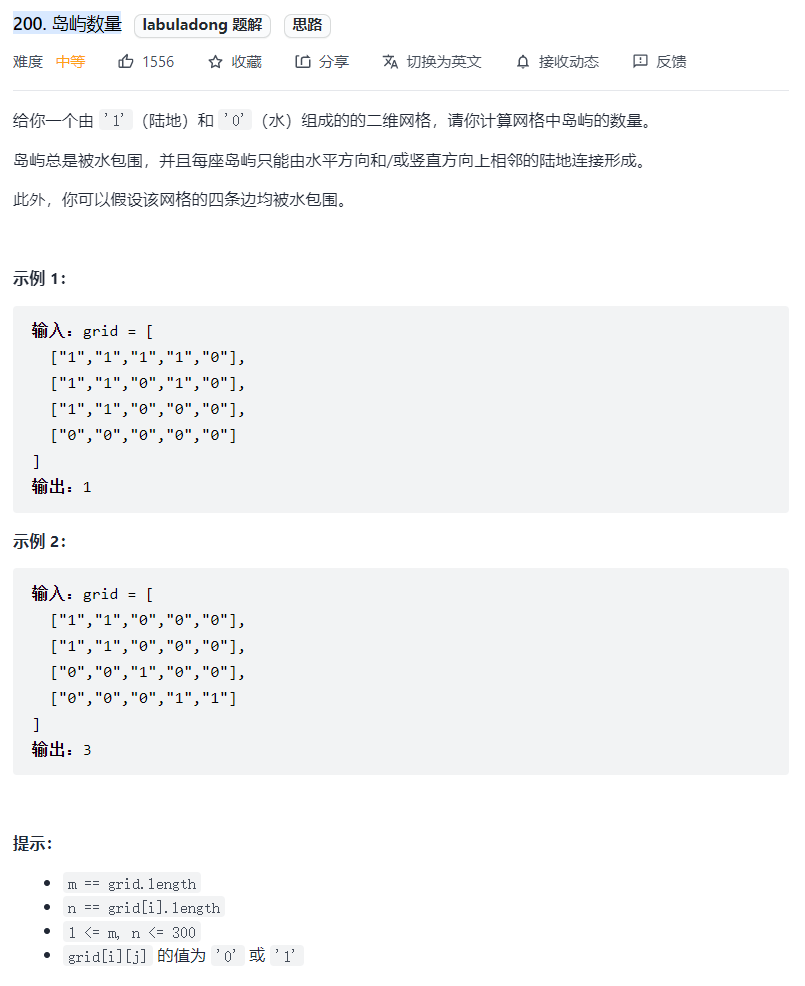 200. 岛屿数量 labuladong 题解 思路
难度 中等 1556 收藏 分享 切换为英文 接收动态 反馈
给你一个由 '1'（陆地）和 '0'（水）组成的的二维网格，请你计算网格中岛屿的数量。
岛屿总是被水包围，并且每座岛屿只能由水平方向和/或竖直方向上相邻的陆地连接形成。
此外，你可以假设该网格的四条边均被水包围。
示例 1：
输入：grid = [
["1","1","1","1","0"],
["1","1","0","1","0"],
["1","1","0","0","0"],
["0","0","0","0","0"]
]
输出：1
示例 2：
输入：grid = [
["1","1","0","0","0"],
["1","1","0","0","0"],
["0","0","1","0","0"],
["0","0","0","1","1"]
]
输出：3
提示：
m == grid.length
n == grid[i].length
1 <= m, n <= 300
grid[i][j] 的值为 '0' 或 '1'